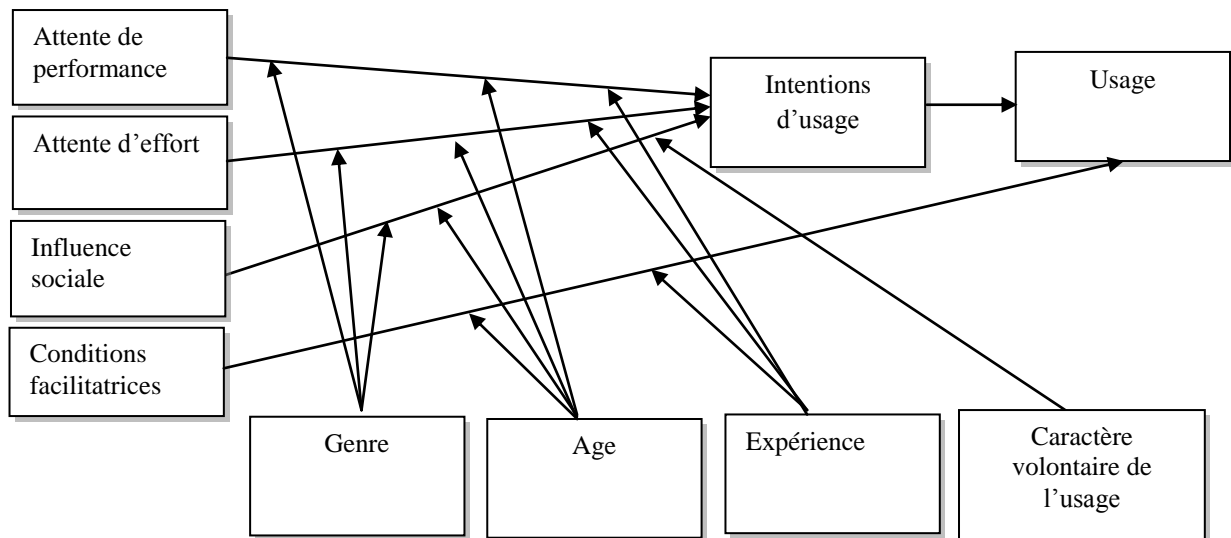 Attente de
performance
Attente d’effort
Influence
sociale
Conditions
facilitatrices
Intentions
d’usage
Usage
Genre
Age
Expérience
Caractère
volontaire de
l’usage